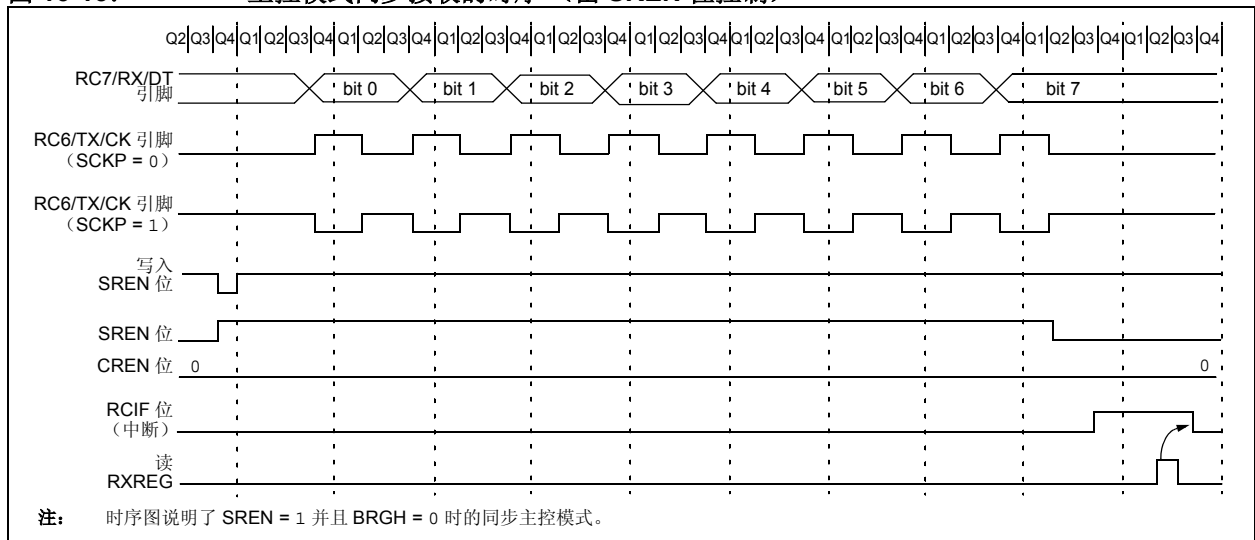 Q2 Q3 Q4 Q1 Q2 Q3 Q4 Q1 Q2 Q3 Q4 Q1 Q2 Q3 Q4 Q1 Q2 Q3 Q4 Q1 Q2 Q3 Q4 Q1 Q2 Q3 Q4 Q1 Q2 Q3 Q4 Q1 Q2 Q3 Q4 Q1 Q2 Q3 Q4 Q1 Q2 Q3 Q4
RC7/RX/DT
引脚
bit 0 bit 1 bit 2 bit 3 bit 4 bit 5 bit 6 bit 7
RC6/TX/CK 引脚
（SCKP = 0）
RC6/TX/CK 引脚
（SCKP = 1）
写入
SREN 位
SREN 位
CREN 位 0 0
RCIF 位
（中断）
读
RXREG
注： 时序图说明了 SREN = 1 并且 BRGH = 0 时的同步主控模式。